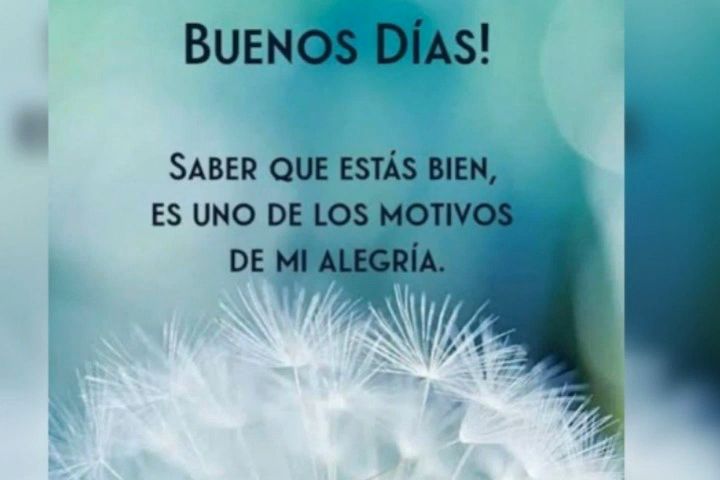 BUENOS DÍAS!
SABER QUE ESTÁS BIEN,
ES UNO DE LOS MOTIVOS
DE MI ALEGRÍA.